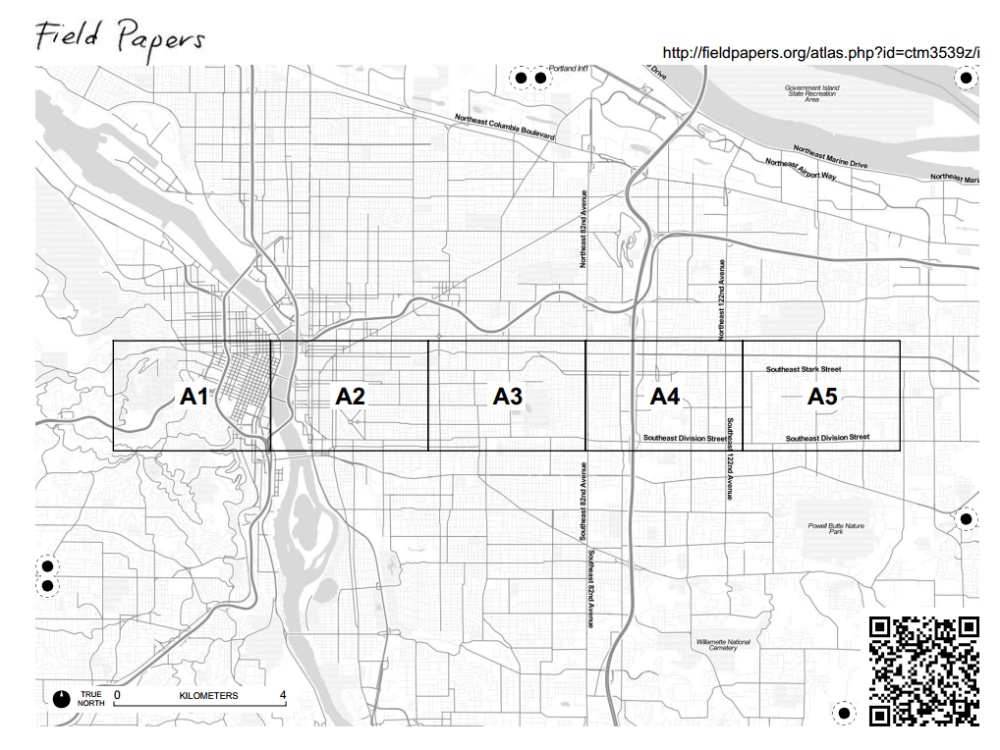 Field Papers
http://fieldpapers.org/atlas.php?id=ctm3539z/i
Portland Int'l
Drive
Government Island
State Recreation
Area
Northeast Columbia Boulevard
Northeast Marine Drive
Northeast Airport Way
Northeast Mari
Northeast 82nd Avenue
Northeast 122nd Avenue
Southeast Stark Street
A1
A2
A3
A4
A5
Southeast Division Street
Southeast Division Street
Southeast 122nd Avenue
Southeast 82nd Avenue
Powell Butte Nature
Park
Southeast 82nd Avenue
Willamette National
Cemetery
TRUE
NORTH
0 KILOMETERS 4